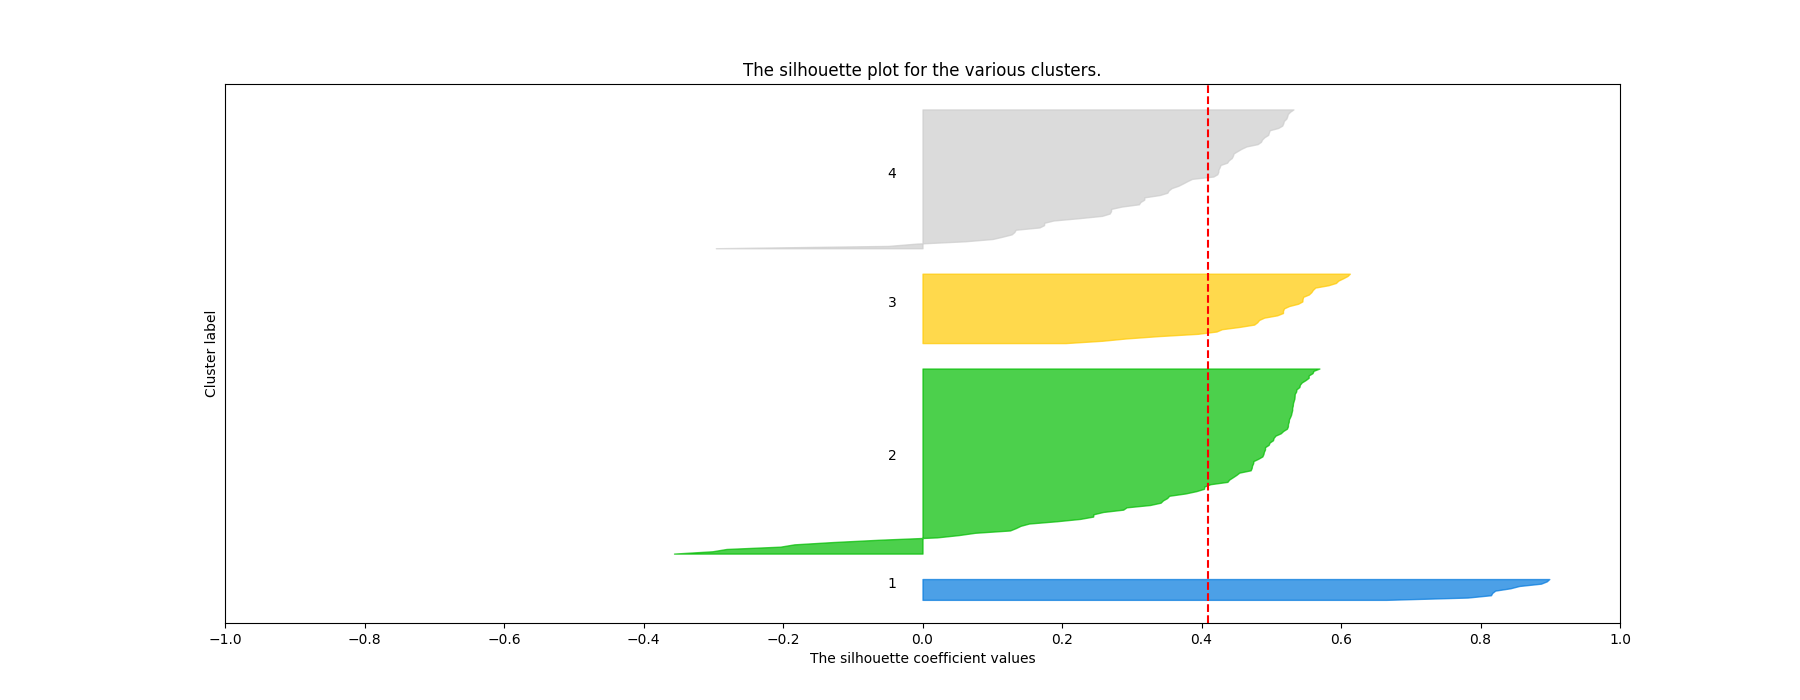 The silhouette plot for the various clusters.
4
3
Cluster label
2
1
−1.0 −0.8 −0.6 −0.4 −0.2 0.0 0.2 0.4 0.6 0.8 1.0
The silhouette coefficient values